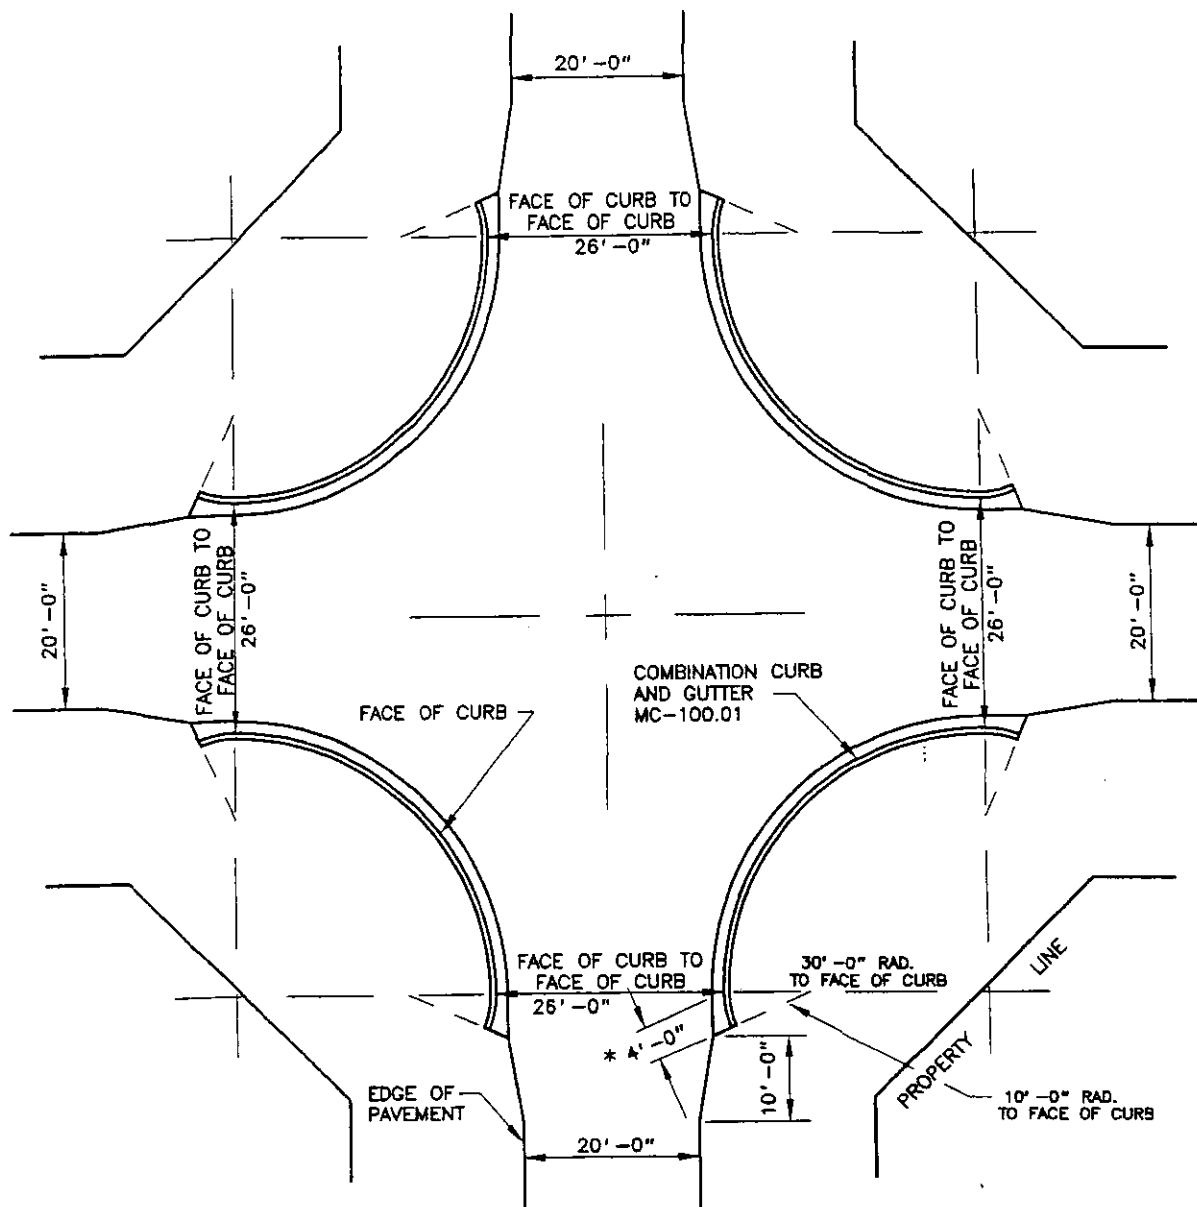 20'-0"
FACE OF CURB TO
FACE OF CURB
26'-0"
20'-0"
FACE OF CURB TO
FACE OF CURB
26'-0"
FACE OF CURB TO
FACE OF CURB
26'-0"
20'-0"
COMBINATION CURB
AND GUTTER
MC-100.01
FACE OF CURB
FACE OF CURB TO
FACE OF CURB
26'-0"
30'-0" RAD.
TO FACE OF CURB
* 4'-0"
10'-0"
PROPERTY LINE
EDGE OF
PAVEMENT
10'-0" RAD.
TO FACE OF CURB
20'-0"